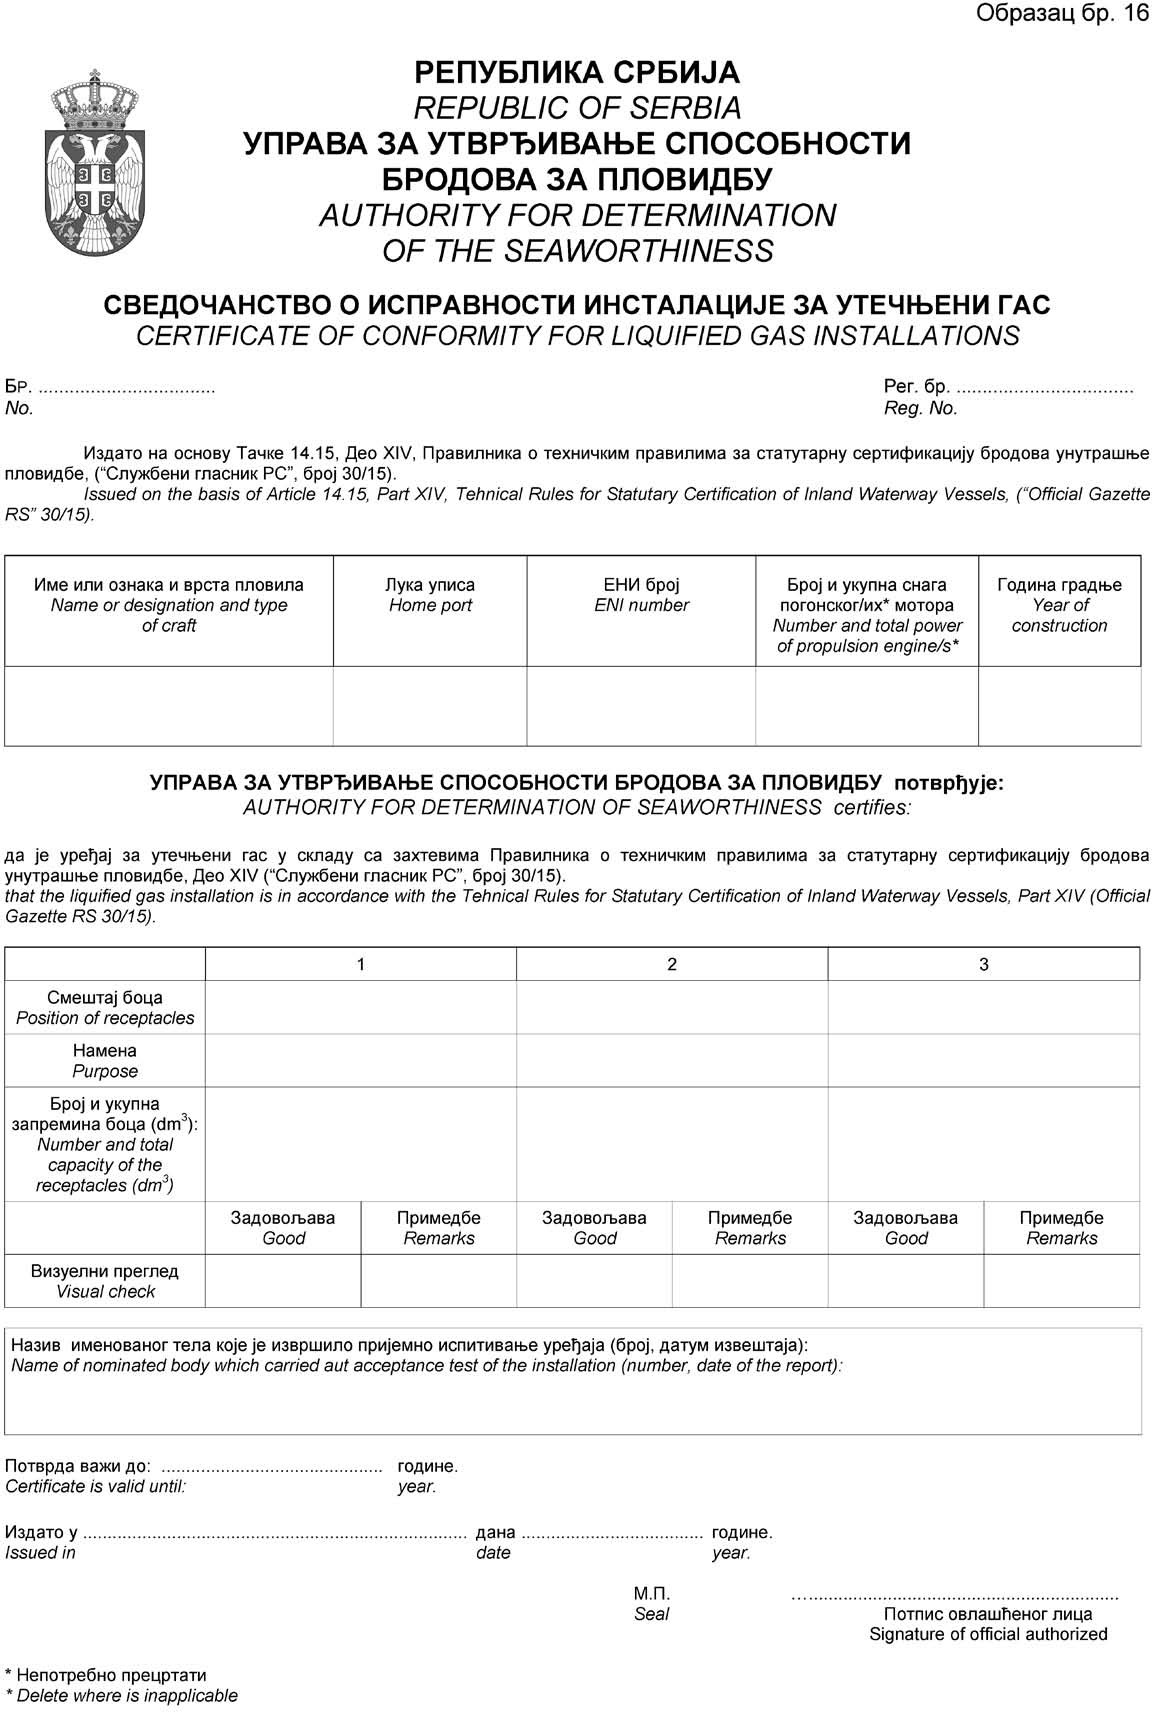 Образац бр. 16
РЕПУБЛИКА СРБИЈА
REPUBLIC OF SERBIA
УПРАВА ЗА УТВРЂИВАЊЕ СПОСОБНОСТИ
БРОДОВА ЗА ПЛОВИДБУ
AUTHORITY FOR DETERMINATION
OF THE SEAWORTHINESS
СВЕДОЧАНСТВО О ИСПРАВНОСТИ ИНСТАЛАЦИЈЕ ЗА УТЕЧЊЕНИ ГАС
CERTIFICATE OF CONFORMITY FOR LIQUIFIED GAS INSTALLATIONS
Бр. .................................. Рег. бр. ..................................
No. Reg. No.
Издато на основу Тачке 14.15, Део XIV, Правилника о техничким правилима за статутарну сертификацију бродова унутрашње
пловидбе, (“Службени гласник РС”, број 30/15).
Issued on the basis of Article 14.15, Part XIV, Tehnical Rules for Statutary Certification of Inland Waterway Vessels, (“Official Gazette
RS” 30/15).
Име или ознака и врста пловила
Name or designation and type
of craft
Лука уписа
Home port
ЕНИ број
ENI number
Број и укупна снага
погонског/их* мотора
Number and total power
of propulsion engine/s*
Година градње
Year of
construction
УПРАВА ЗА УТВРЂИВАЊЕ СПОСОБНОСТИ БРОДОВА ЗА ПЛОВИДБУ потврђује:
AUTHORITY FOR DETERMINATION OF SEAWORTHINESS certifies:
да је уређај за утечњени гас у складу са захтевима Правилника о техничким правилима за статутарну сертификацију бродова
унутрашње пловидбе, Део XIV (“Службени гласник РС”, број 30/15).
that the liquified gas installation is in accordance with the Tehnical Rules for Statutary Certification of Inland Waterway Vessels, Part XIV (Official
Gazette RS 30/15).
1 2 3
Смештај боца
Position of receptacles
Намена
Purpose
Број и укупна
запремина боца (dm³):
Number and total
capacity of the
receptacles (dm³)
Задовољава Примедбе Задовољава Примедбе Задовољава Примедбе
Good Remarks Good Remarks Good Remarks
Визуелни преглед
Visual check
Назив именованог тела које је извршило пријемно испитивање уређаја (број, датум извештаја):
Name of nominated body which carried aut acceptance test of the installation (number, date of the report):
Потврда важи до: ............................................. године.
Certificate is valid until: year.
Издато у .............................................................................. дана ..................................... године.
Issued in date year.
М.П. …...............................................................
Seal Потпис овлашћеног лица
Signature of official authorized
* Непотребно прецртати
* Delete where is inapplicable